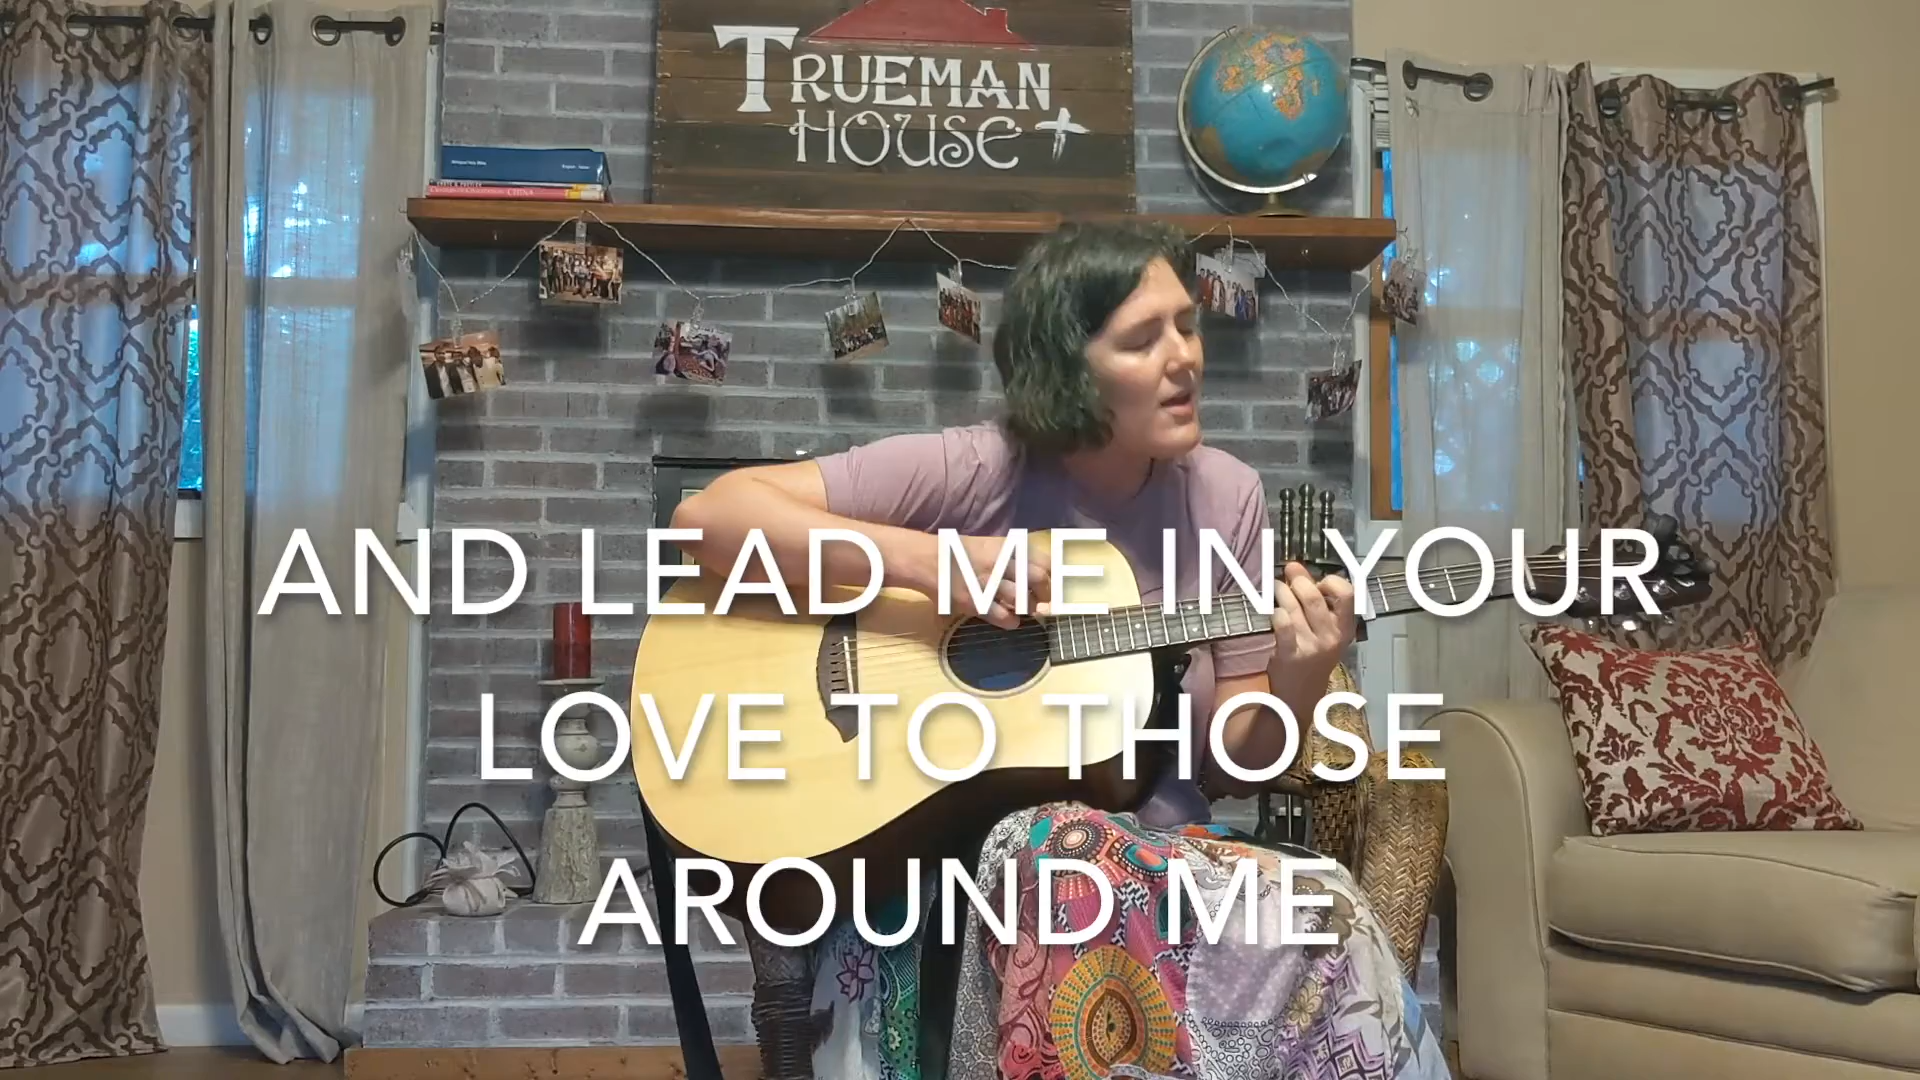 TRUEMAN
HOUSE
AND LEAD ME IN YOUR
LOVE TO THOSE
AROUND ME